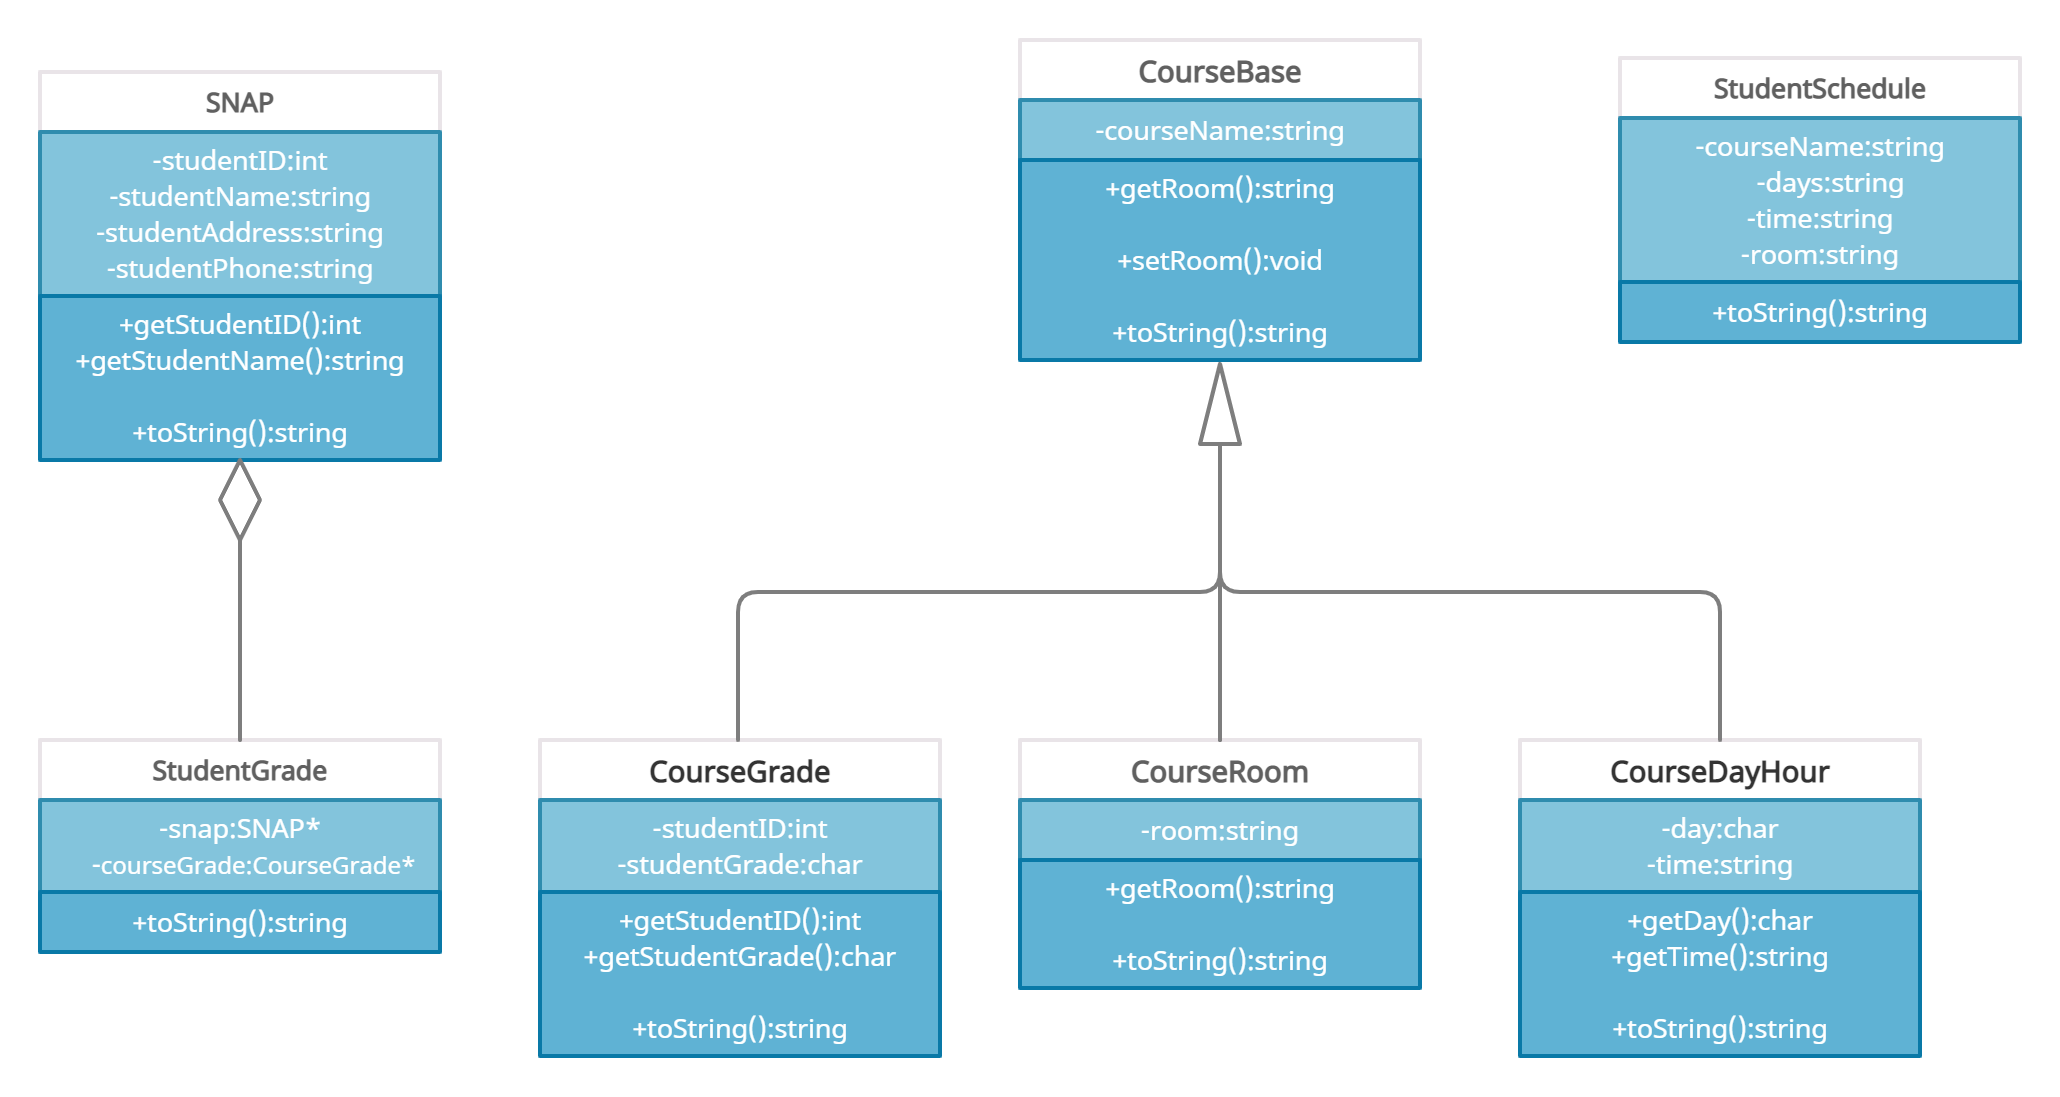 SNAP
-studentID:int
-studentName:string
-studentAddress:string
-studentPhone:string
+getStudentID():int
+getStudentName():string
+toString():string
CourseBase
-courseName:string
+getRoom():string
+setRoom():void
+toString():string
StudentSchedule
-courseName:string
-days:string
-time:string
-room:string
+toString():string
StudentGrade
-snap:SNAP*
-courseGrade:CourseGrade*
+toString():string
CourseGrade
-studentID:int
-studentGrade:char
+getStudentID():int
+getStudentGrade():char
+toString():string
CourseRoom
-room:string
+getRoom():string
+toString():string
CourseDayHour
-day:char
-time:string
+getDay():char
+getTime():string
+toString():string